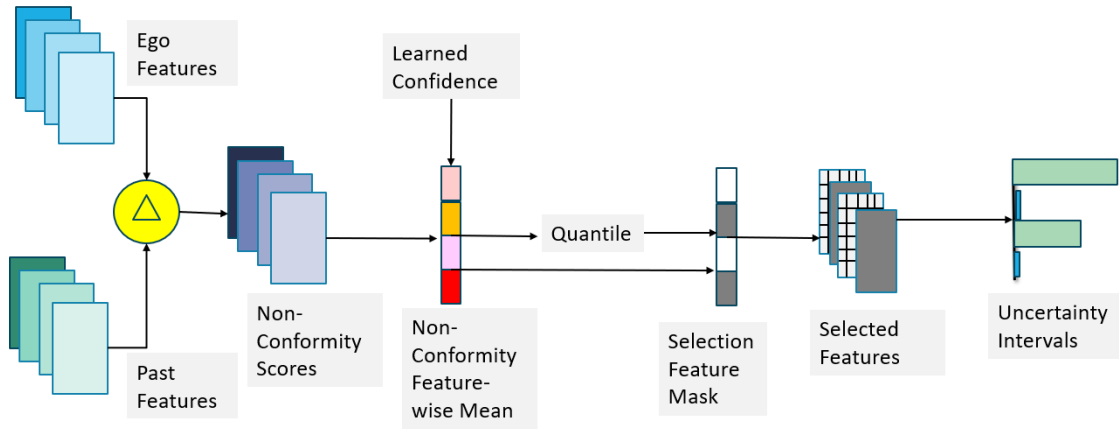 Ego
Features
Learned
Confidence
Quantile
Non-
Conformity
Scores
Non-
Conformity
Feature-
wise Mean
Selection
Feature
Mask
Selected
Features
Uncertainty
Intervals
Past
Features